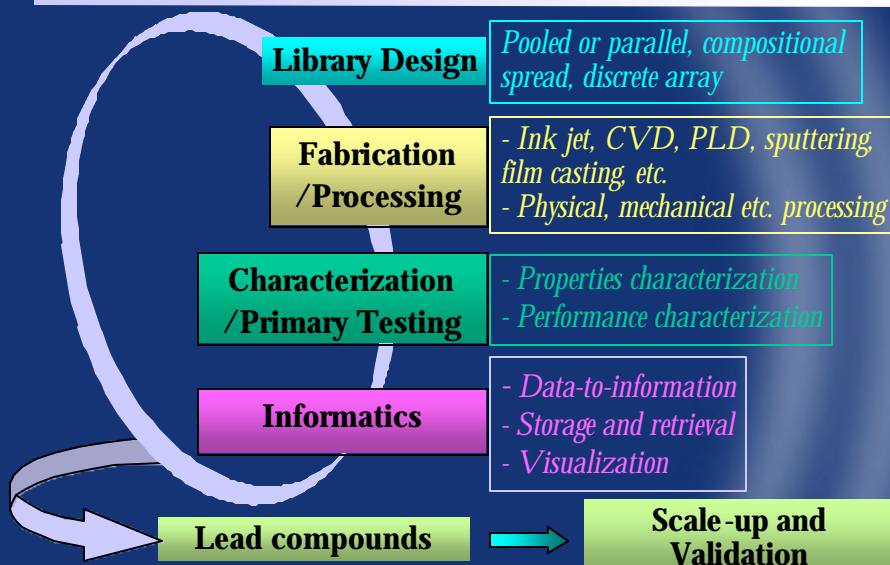 Library Design
Pooled or parallel, compositional
spread, discrete array
Fabrication
/Processing
- Ink jet, CVD, PLD, sputtering,
film casting, etc.
- Physical, mechanical etc. processing
Characterization
/Primary Testing
- Properties characterization
- Performance characterization
Informatics
- Data-to-information
- Storage and retrieval
- Visualization
Lead compounds
Scale-up and
Validation